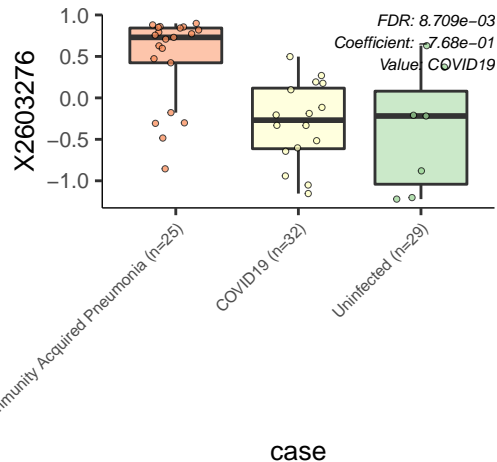 FDR: 8.709e−03
Coefficient: −7.68e−01
Value: COVID19
X2603276
1.0
0.5
0.0
−0.5
−1.0
Acquired Pneumonia (n=25)
COVID19 (n=32)
Uninfected (n=29)
case